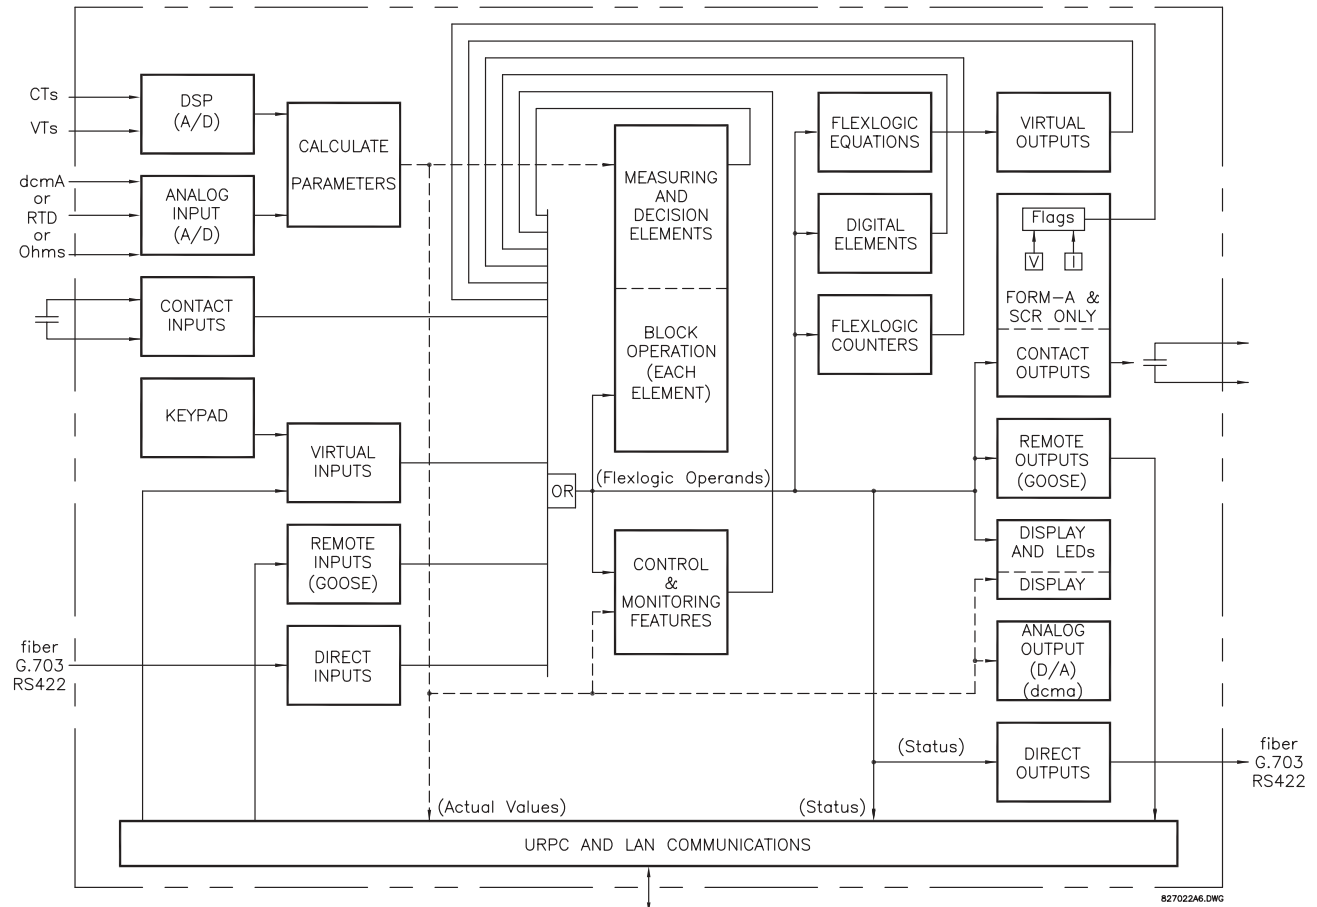 CTs
VTs
dcmA
or
RTD
or
Ohms
DSP
(A/D)
ANALOG
INPUT
(A/D)
CALCULATE
PARAMETERS
CONTACT
INPUTS
KEYPAD
VIRTUAL
INPUTS
REMOTE
INPUTS
(GOOSE)
fiber
G.703
RS422
DIRECT
INPUTS
OR
(Flexlogic Operands)
MEASURING
AND
DECISION
ELEMENTS
BLOCK
OPERATION
(EACH
ELEMENT)
CONTROL
&
MONITORING
FEATURES
FLEXLOGIC
EQUATIONS
DIGITAL
ELEMENTS
FLEXLOGIC
COUNTERS
VIRTUAL
OUTPUTS
Flags
V
I
FORM-A &
SCR ONLY
CONTACT
OUTPUTS
REMOTE
OUTPUTS
(GOOSE)
DISPLAY
AND LEDs
DISPLAY
ANALOG
OUTPUT
(D/A)
(dcma)
(Status)
DIRECT
OUTPUTS
fiber
G.703
RS422
(Actual Values)
(Status)
URPC AND LAN COMMUNICATIONS
827022A6.DWG